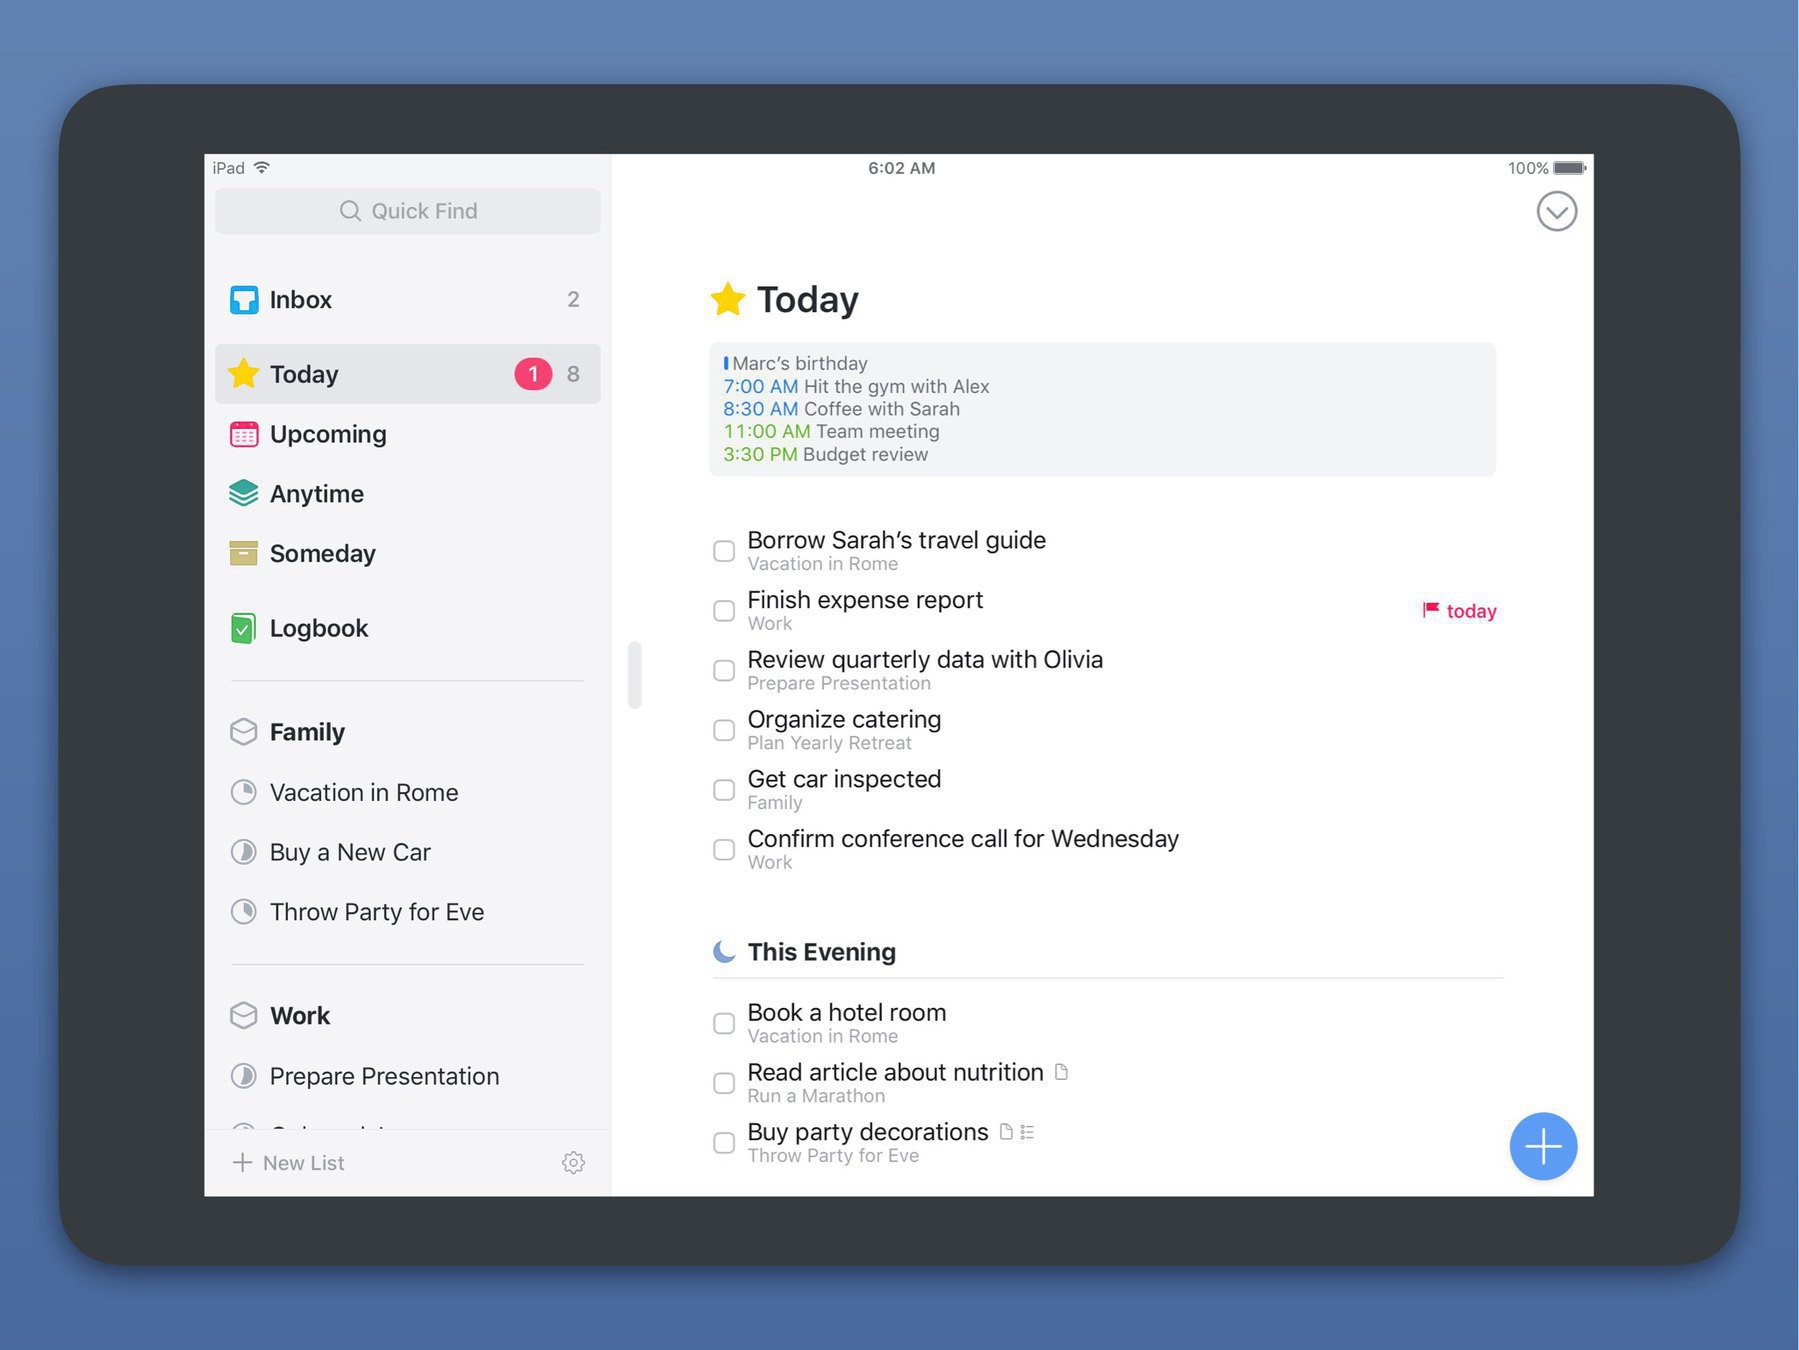 iPad
6:02 AM
100%
Quick Find
Inbox 2
Today 1 8
Upcoming
Anytime
Someday
Logbook
Family
Vacation in Rome
Buy a New Car
Throw Party for Eve
Work
Prepare Presentation
New List
Today
Marc’s birthday
7:00 AM Hit the gym with Alex
8:30 AM Coffee with Sarah
11:00 AM Team meeting
3:30 PM Budget review
Borrow Sarah’s travel guide
Vacation in Rome
Finish expense report
Work
today
Review quarterly data with Olivia
Prepare Presentation
Organize catering
Plan Yearly Retreat
Get car inspected
Family
Confirm conference call for Wednesday
Work
This Evening
Book a hotel room
Vacation in Rome
Read article about nutrition
Run a Marathon
Buy party decorations
Throw Party for Eve